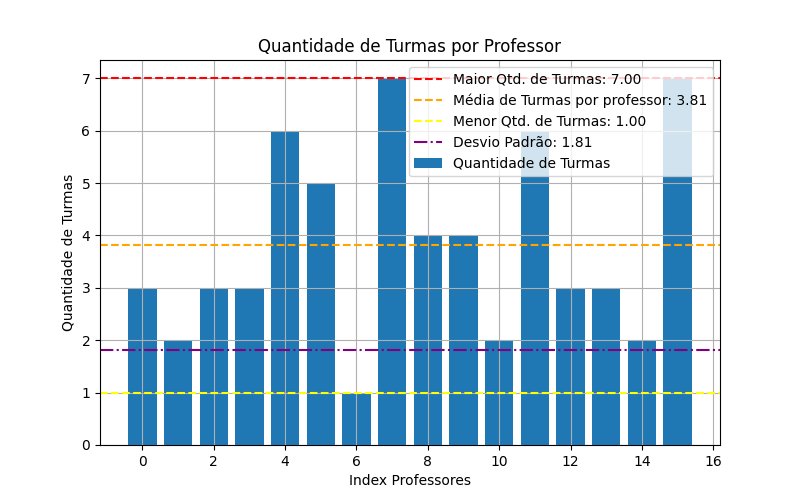 Quantidade de Turmas por Professor
Maior Qtd. de Turmas: 7.00
Média de Turmas por professor: 3.81
Menor Qtd. de Turmas: 1.00
Desvio Padrão: 1.81
Quantidade de Turmas
Quantidade de Turmas
7
6
5
4
3
2
1
0
0 2 4 6 8 10 12 14 16
Index Professores